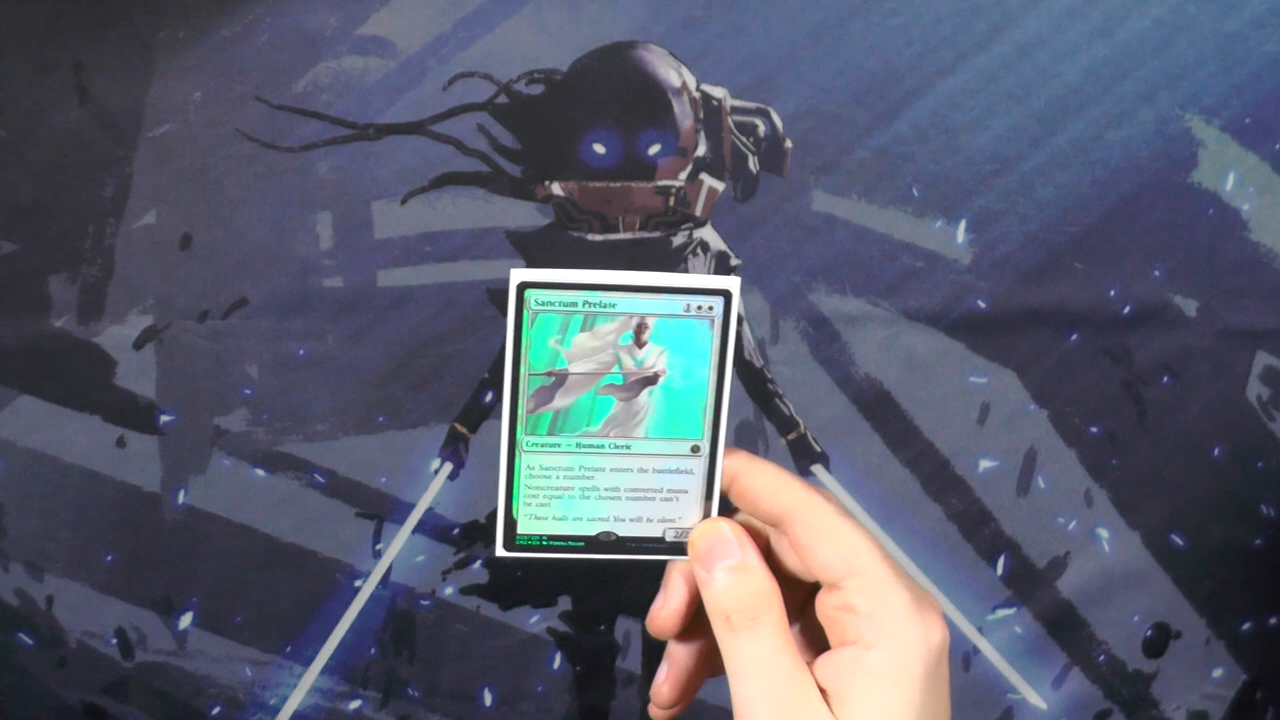 Sanctum Prelate 1
Creature — Human Cleric
As Sanctum Prelate enters the battlefield,
choose a number.
Noncreature spells with converted mana
cost equal to the chosen number can't
be cast.
"These halls are sacred. You will be silent."
2/2